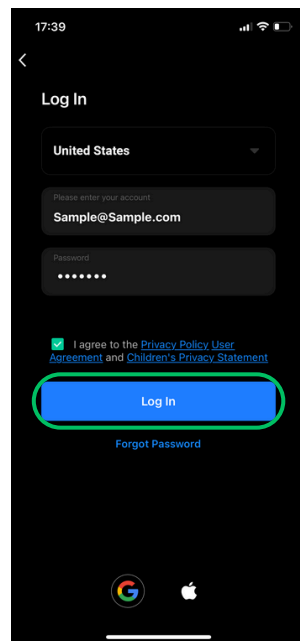 17:39
Log In
United States
Please enter your account
Sample@Sample.com
Password
•••••••
I agree to the Privacy Policy User
Agreement and Children's Privacy Statement
Log In
Forgot Password
G